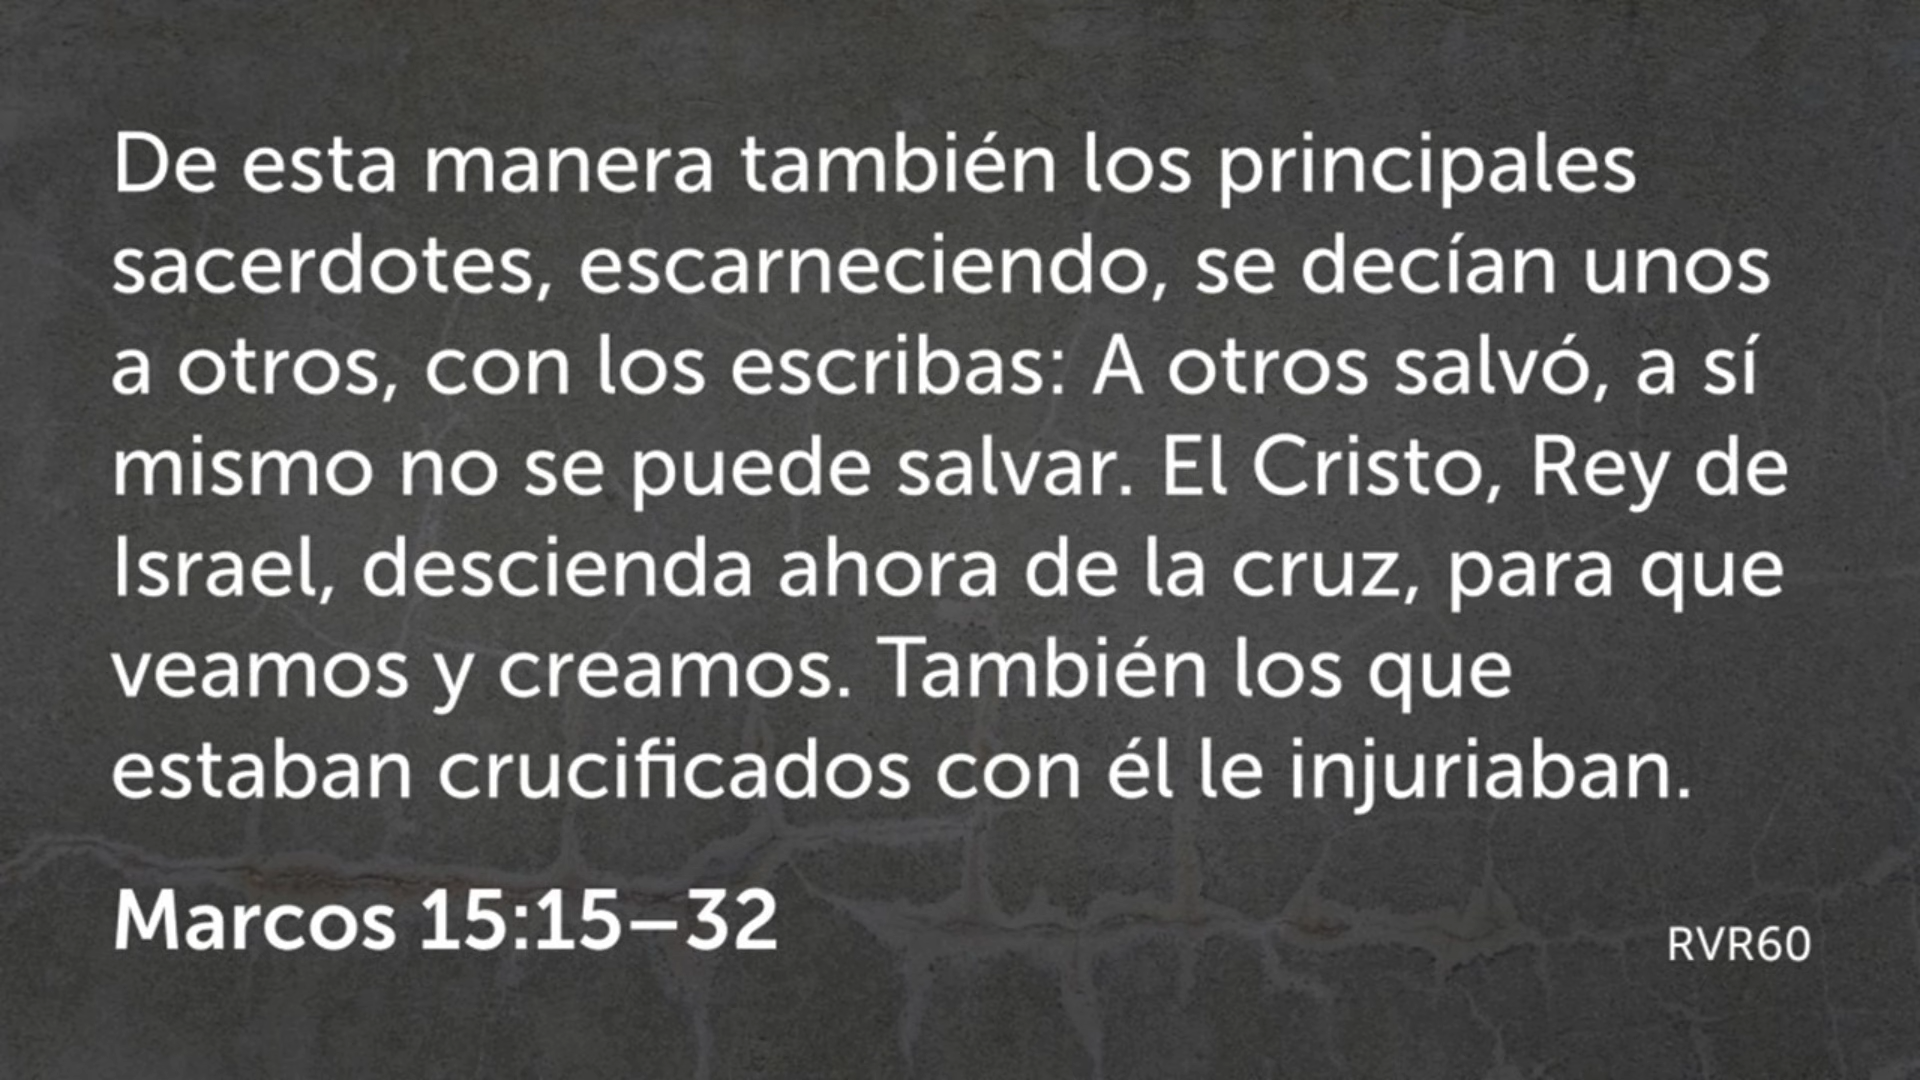 De esta manera también los principales
sacerdotes, escarneciendo, se decían unos
a otros, con los escribas: A otros salvó, a sí
mismo no se puede salvar. El Cristo, Rey de
Israel, descienda ahora de la cruz, para que
veamos y creamos. También los que
estaban crucificados con él le injuriaban.
Marcos 15:15–32
RVR60